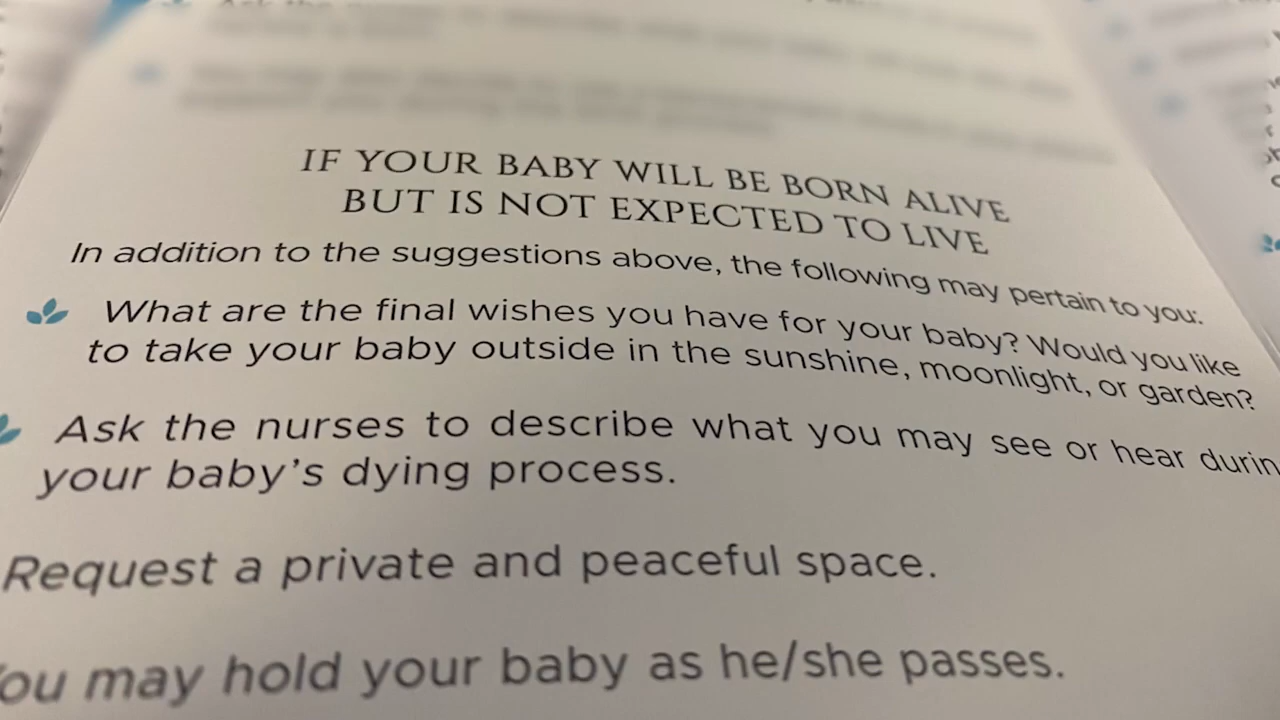 IF YOUR BABY WILL BE BORN ALIVE
BUT IS NOT EXPECTED TO LIVE
In addition to the suggestions above, the following may pertain to you:
What are the final wishes you have for your baby? Would you like
to take your baby outside in the sunshine, moonlight, or garden?
Ask the nurses to describe what you may see or hear durin
your baby's dying process.
Request a private and peaceful space.
ou may hold your baby as he/she passes.